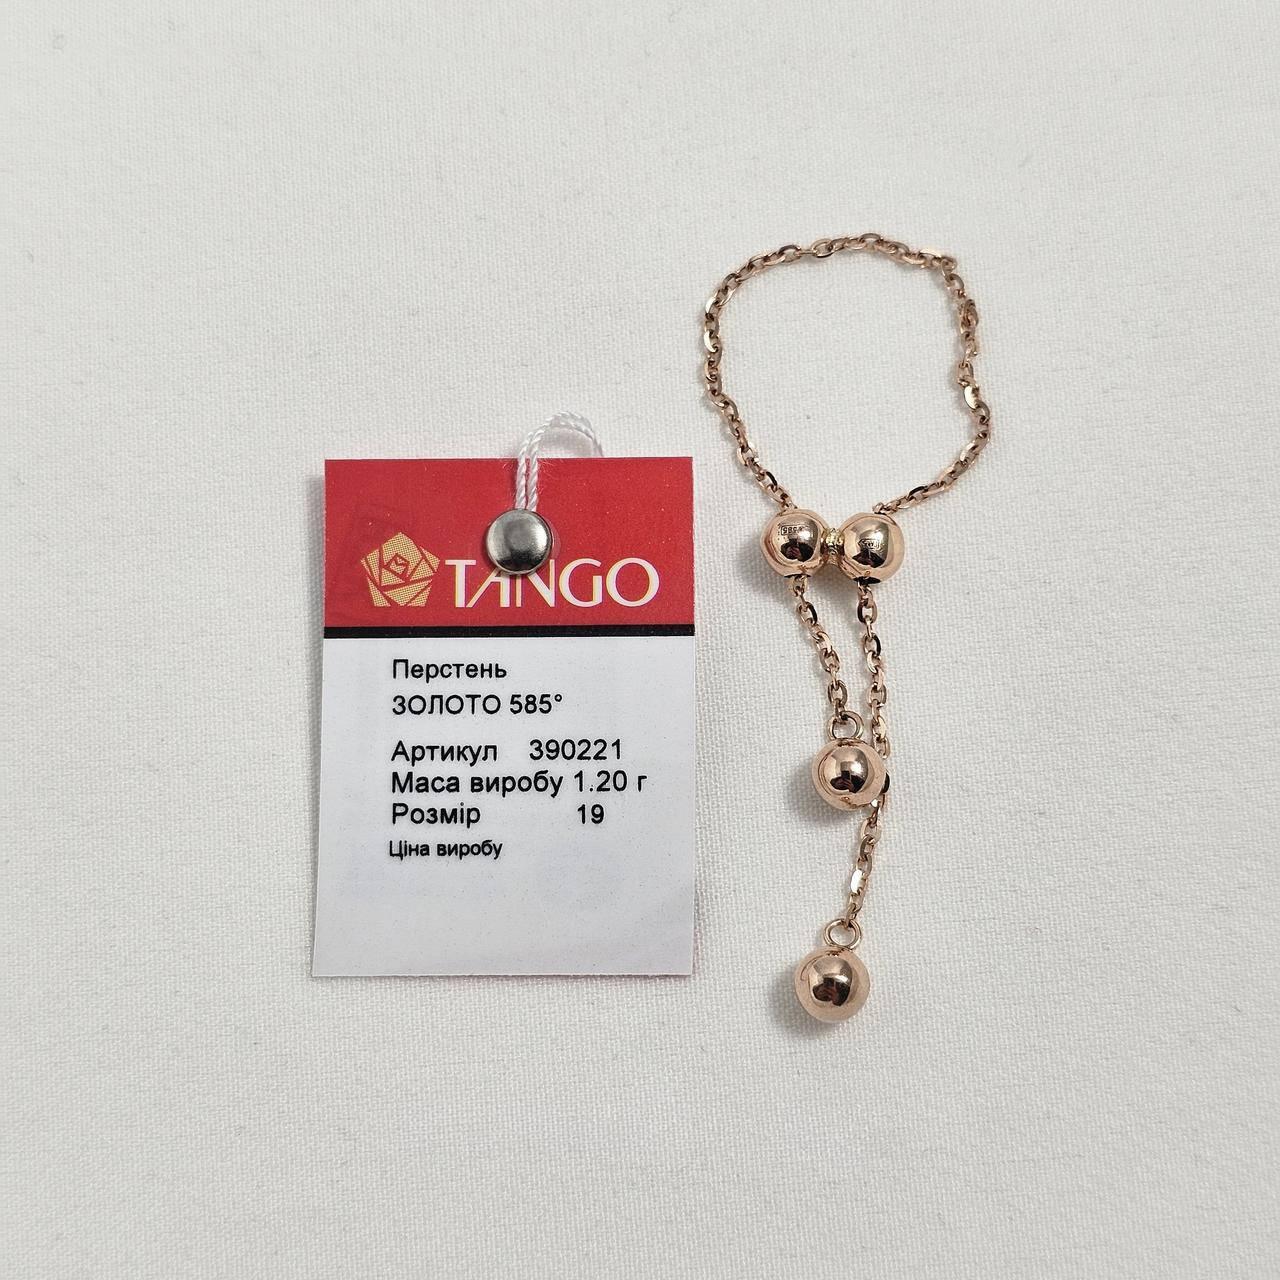 TANGO
Перстень
ЗОЛОТО 585°
Артикул 390221
Маса виробу 1.20 г
Розмір 19
Ціна виробу